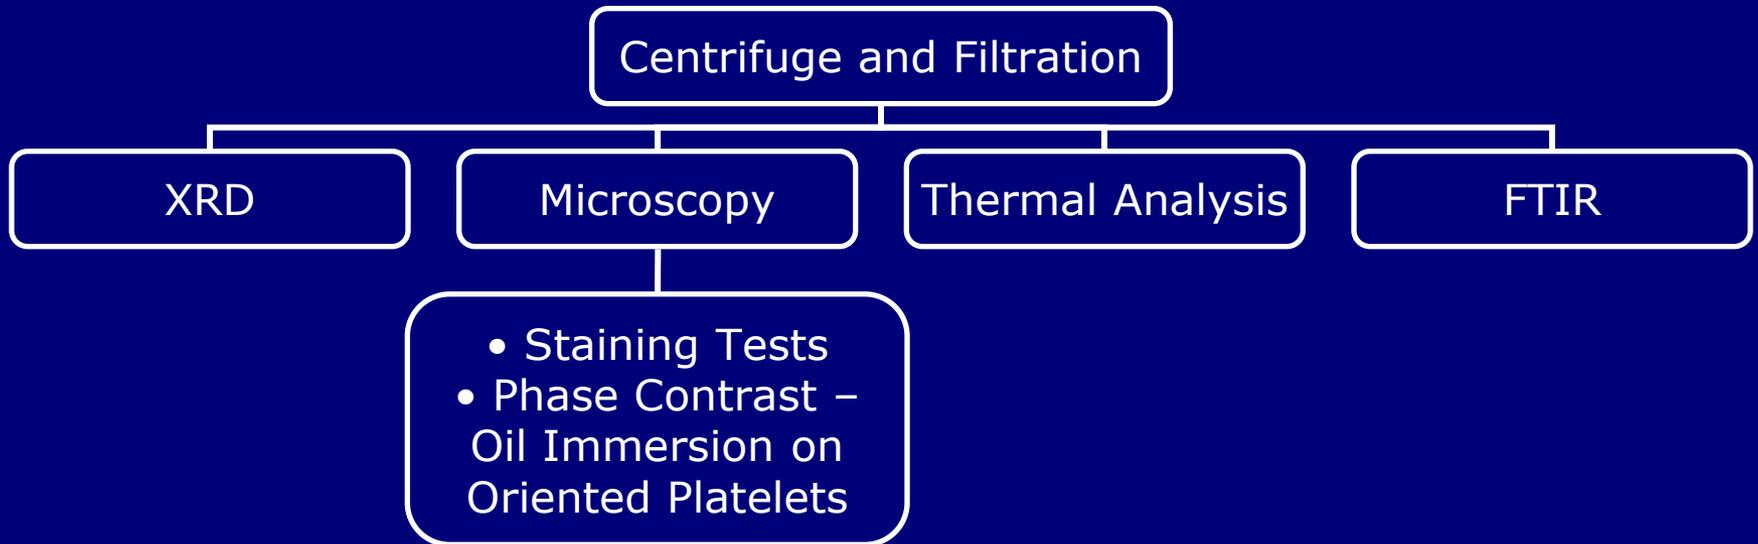 Centrifuge and Filtration
XRD
Microscopy
Thermal Analysis
FTIR
• Staining Tests
• Phase Contrast –
Oil Immersion on
Oriented Platelets